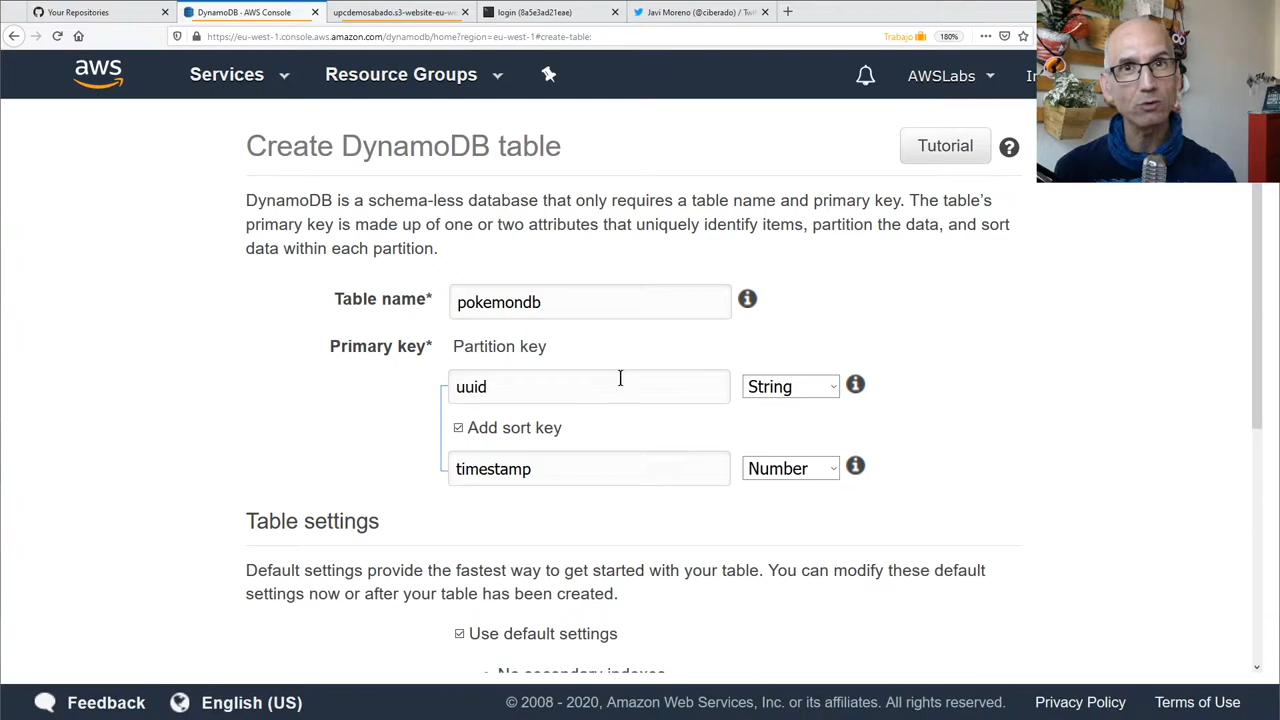 Your Repositories
DynamoDB - AWS Console
upcdemosabado.s3-website-eu-we
login (8a5e3ad21eae)
Javi Moreno (@ciberado) / Twi
https://eu-west-1.console.aws.amazon.com/dynamodb/home?region=eu-west-1#create-table:
Trabajo
180%
aws
Services
Resource Groups
AWSLabs
Ir
Create DynamoDB table
Tutorial
DynamoDB is a schema-less database that only requires a table name and primary key. The table's
primary key is made up of one or two attributes that uniquely identify items, partition the data, and sort
data within each partition.
Table name*
pokemondb
Primary key*
Partition key
uuid
String
Add sort key
timestamp
Number
Table settings
Default settings provide the fastest way to get started with your table. You can modify these default
settings now or after your table has been created.
Use default settings
No secondary indexes
Feedback
English (US)
© 2008 - 2020, Amazon Web Services, Inc. or its affiliates. All rights reserved.
Privacy Policy
Terms of Use